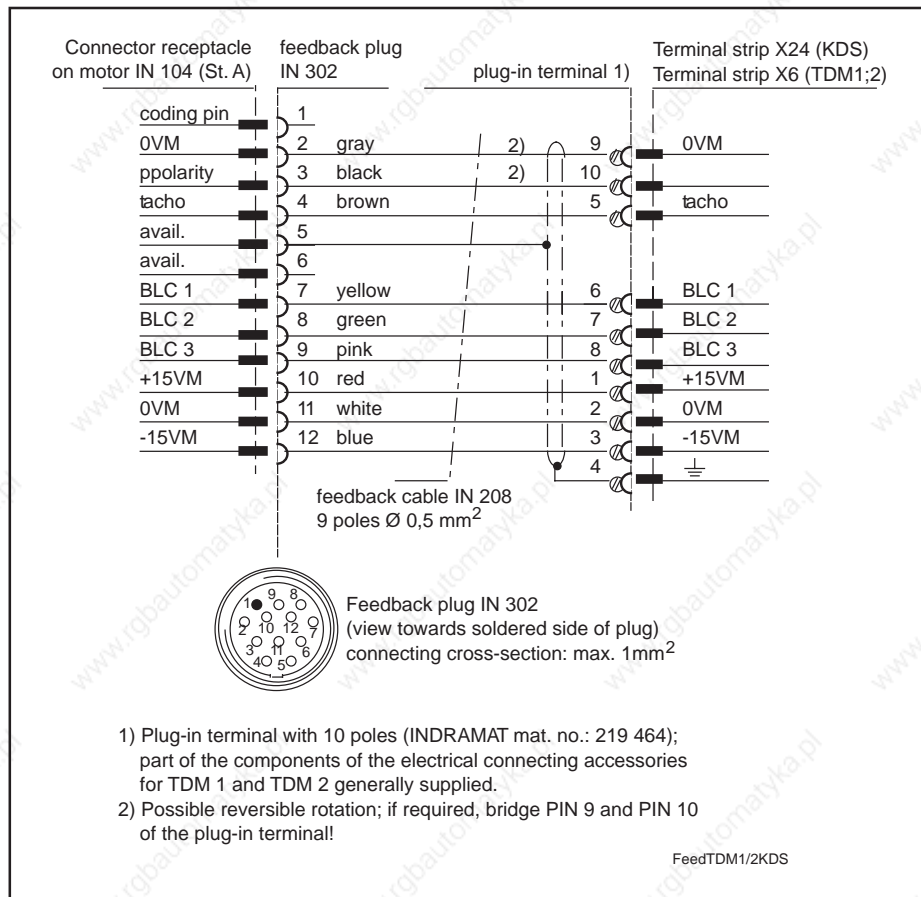 Connector receptacle
on motor IN 104 (St. A)
feedback plug
IN 302
plug-in terminal 1)
Terminal strip X24 (KDS)
Terminal strip X6 (TDM1;2)
coding pin 1
0VM 2 gray 2) 9 0VM
ppolarity 3 black 2) 10
tacho 4 brown 5 tacho
avail. 5
avail. 6
BLC 1 7 yellow 6 BLC 1
BLC 2 8 green 7 BLC 2
BLC 3 9 pink 8 BLC 3
+15VM 10 red 1 +15VM
0VM 11 white 2 0VM
-15VM 12 blue 3 -15VM
4
feedback cable IN 208
9 poles Ø 0,5 mm²
1 9 8
2 10 12 7
3 11 6
4 5
Feedback plug IN 302
(view towards soldered side of plug)
connecting cross-section: max. 1mm²
1) Plug-in terminal with 10 poles (INDRAMAT mat. no.: 219 464);
part of the components of the electrical connecting accessories
for TDM 1 and TDM 2 generally supplied.
2) Possible reversible rotation; if required, bridge PIN 9 and PIN 10
of the plug-in terminal!
FeedTDM1/2KDS
www.rgbautomatyka.pl